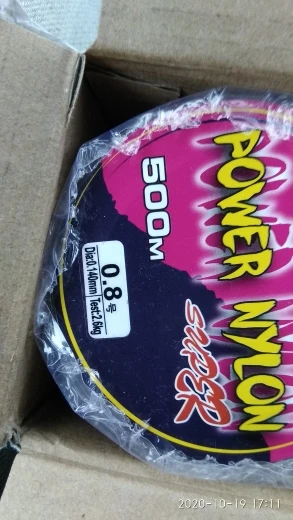 POWER NYLON
SUPER
500M
0.8号
Dia:0.140mm Test:2.6kg
2020-10-19 17:11